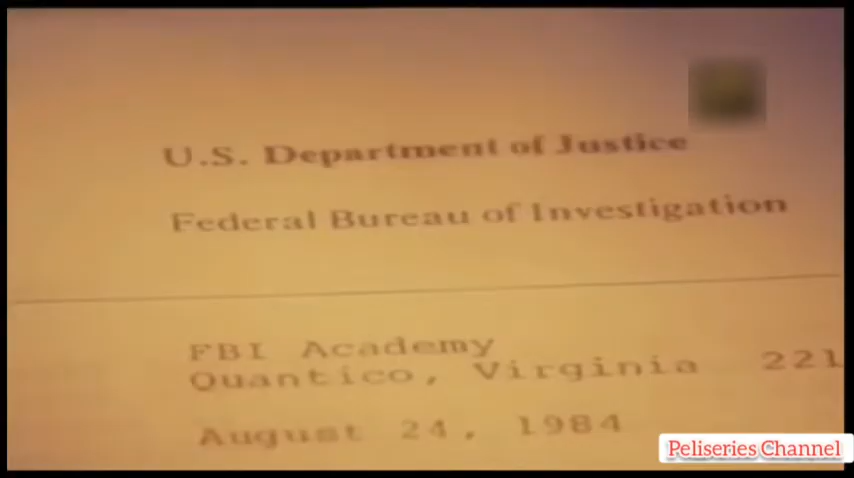 U.S. Department of Justice
Federal Bureau of Investigation
FBI Academy
Quantico, Virginia 221
August 24, 1984
Peliseries Channel